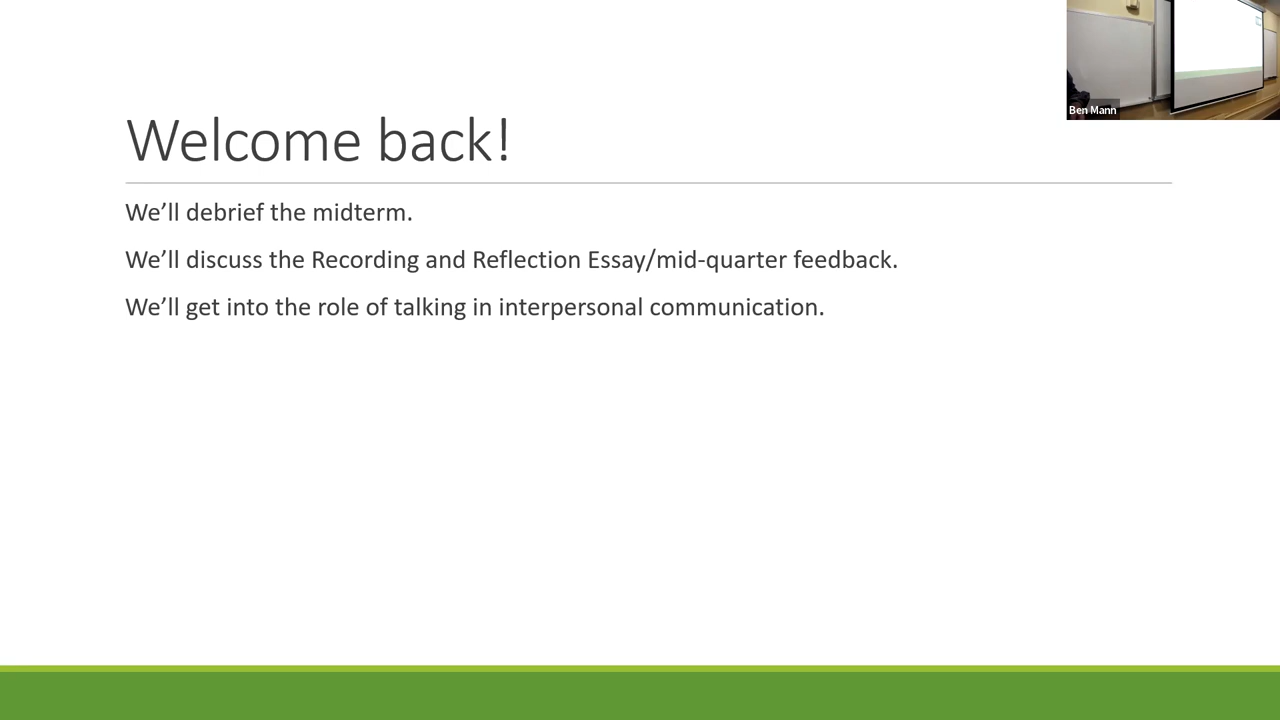 Ben Mann
Welcome back!
We’ll debrief the midterm.
We’ll discuss the Recording and Reflection Essay/mid-quarter feedback.
We’ll get into the role of talking in interpersonal communication.